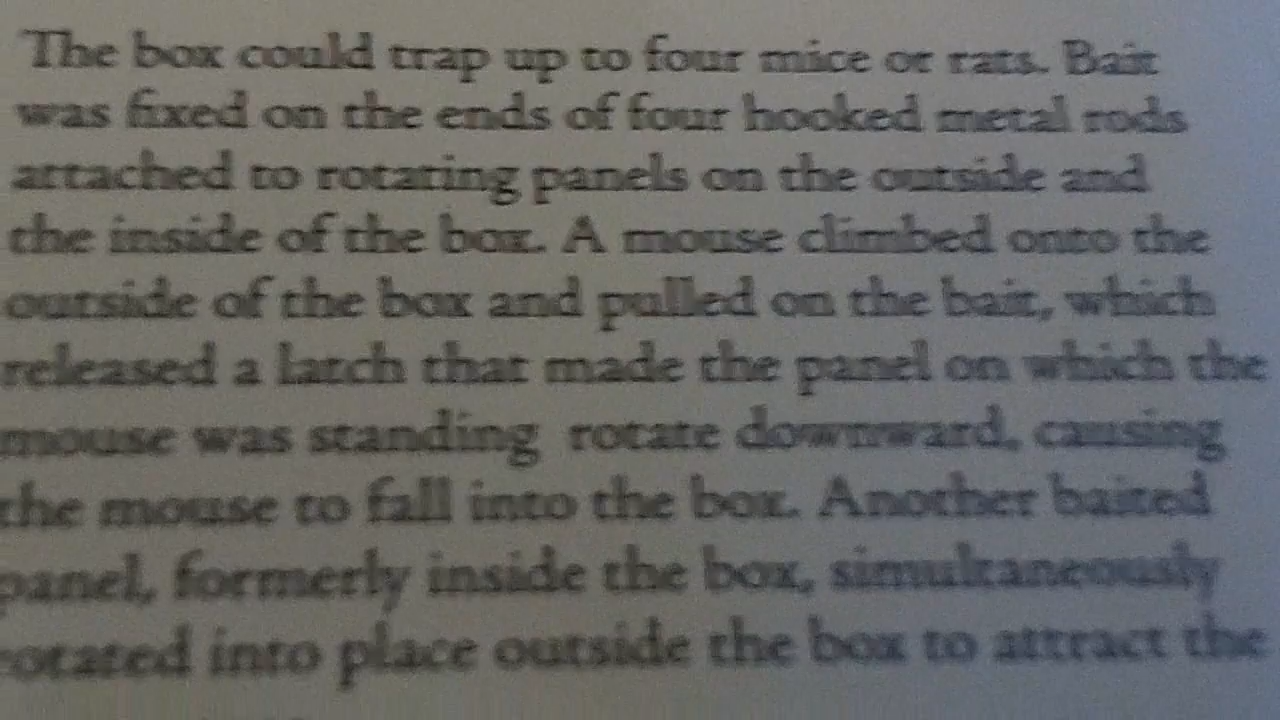 The box could trap up to four mice or rats. Bait
was fixed on the ends of four hooked metal rods
attached to rotating panels on the outside and
the inside of the box. A mouse climbed onto the
outside of the box and pulled on the bait, which
released a latch that made the panel on which the
mouse was standing rotate downward, causing
the mouse to fall into the box. Another baited
panel, formerly inside the box, simultaneously
rotated into place outside the box to attract the